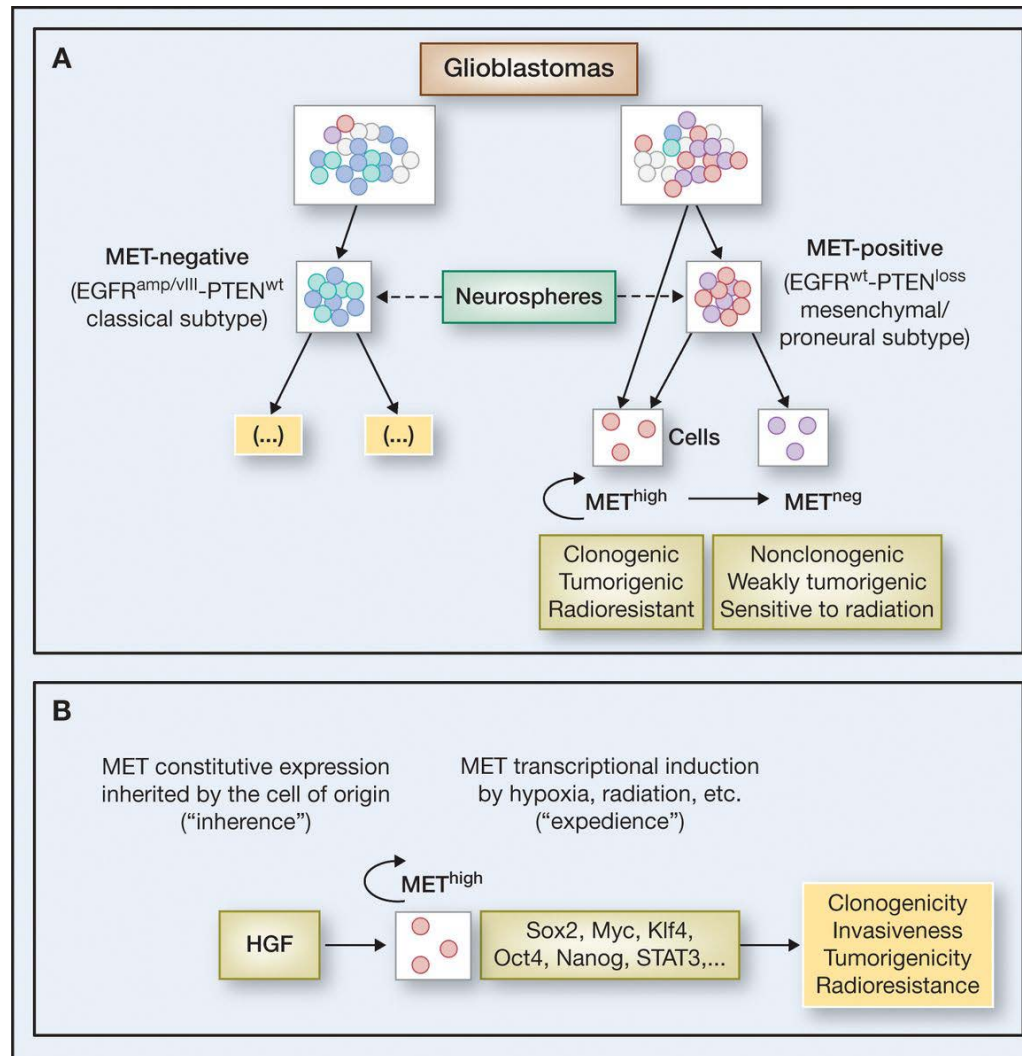 A
Glioblastomas
MET-negative
(EGFRamp/vIII-PTENwt
classical subtype)
Neurospheres
MET-positive
(EGFRwt-PTENloss
mesenchymal/
proneural subtype)
(...)
(...)
Cells
METhigh
METneg
Clonogenic
Tumorigenic
Radioresistant
Nonclonogenic
Weakly tumorigenic
Sensitive to radiation
B
MET constitutive expression
inherited by the cell of origin
(“inherence”)
MET transcriptional induction
by hypoxia, radiation, etc.
(“expedience”)
METhigh
HGF
Sox2, Myc, Klf4,
Oct4, Nanog, STAT3,...
Clonogenicity
Invasiveness
Tumorigenicity
Radioresistance